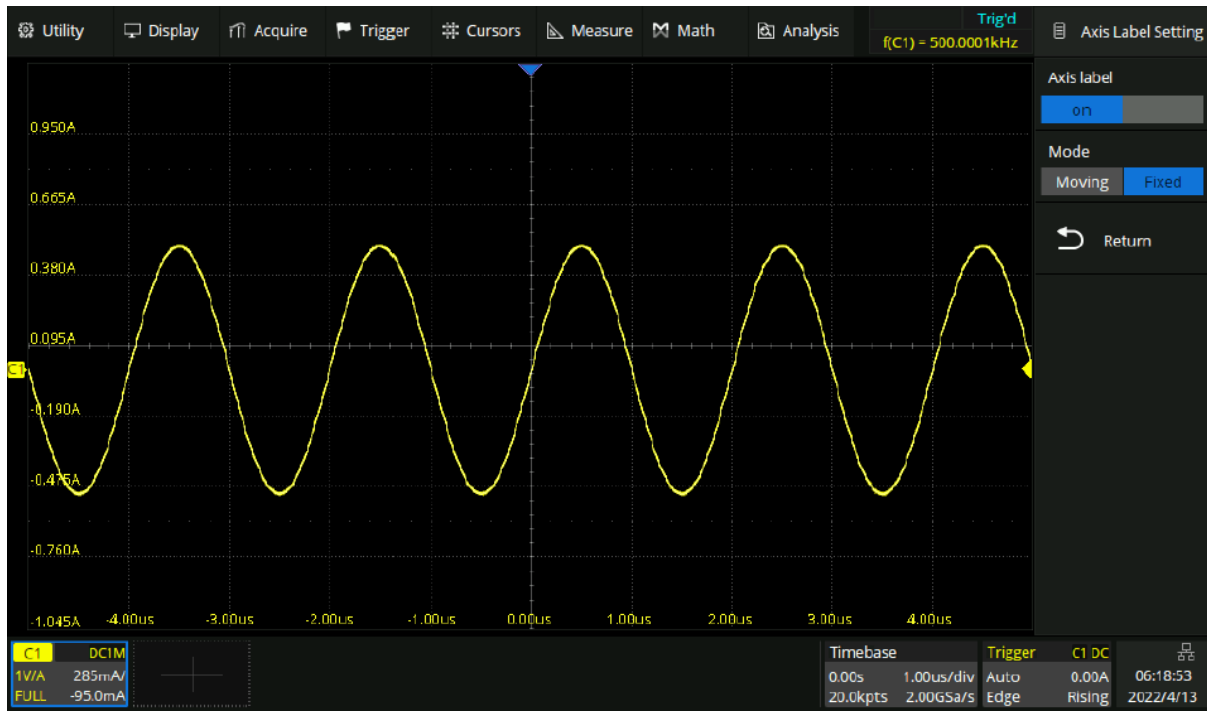 Utility Display Acquire Trigger Cursors Measure Math Analysis
Trig'd
f(C1) = 500.0001kHz
Axis Label Setting
Axis label
on
Mode
Moving Fixed
Return
0.950A
0.665A
0.380A
0.095A
C1
-0.190A
-0.475A
-0.760A
-1.045A -4.00us -3.00us -2.00us -1.00us 0.00us 1.00us 2.00us 3.00us 4.00us
C1 DC1M
1V/A 285mA/
FULL -95.0mA
Timebase
0.00s 1.00us/div
20.0kpts 2.00GSa/s
Trigger C1 DC
Auto 0.00A
Edge Rising
06:18:53
2022/4/13